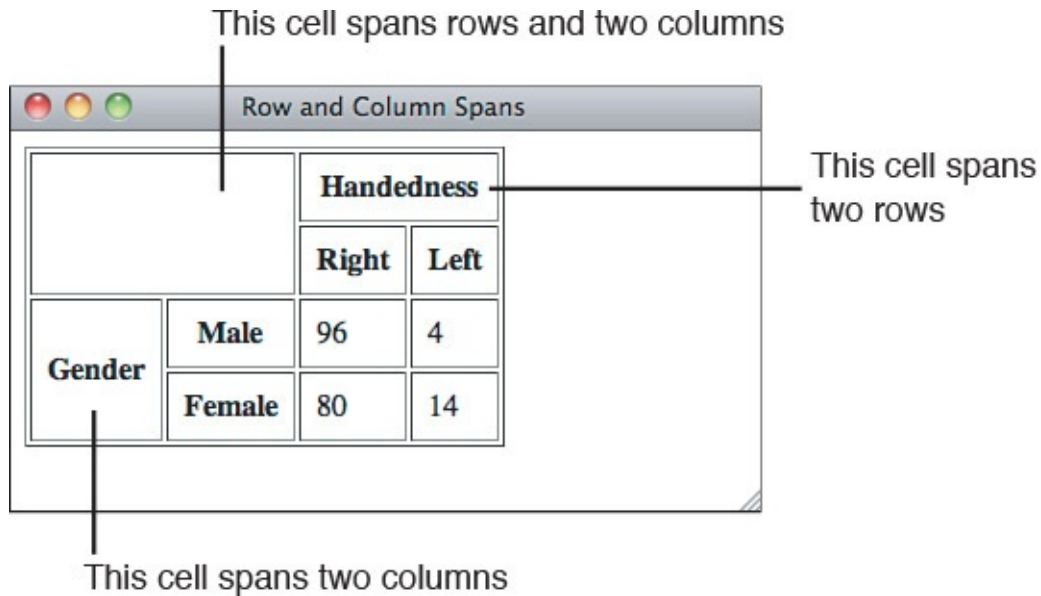 This cell spans rows and two columns
Row and Column Spans
Handedness
This cell spans
two rows
Right Left
Male 96 4
Gender
Female 80 14
This cell spans two columns